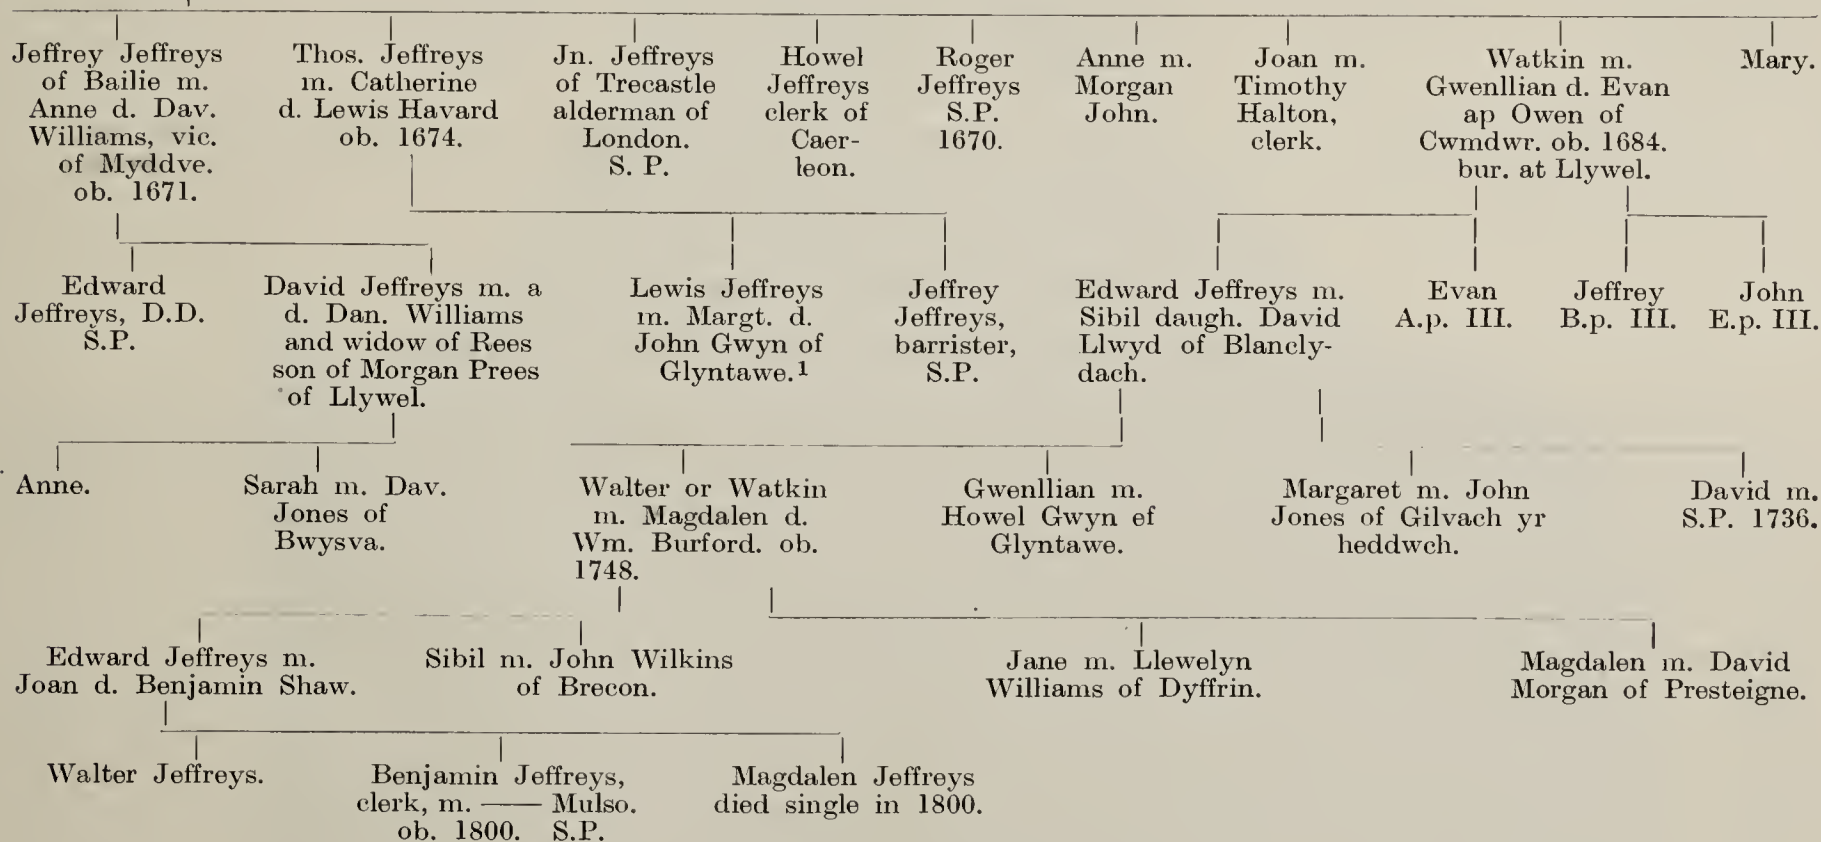 Jeffrey Jeffreys
of Bailie m.
Anne d. Dav.
Williams, vic.
of Myddve.
ob. 1671.
Thos. Jeffreys
m. Catherine
d. Lewis Havard
ob. 1674.
Jn. Jeffreys
of Trecastle
alderman of
London.
S. P.
Howel
Jeffreys
clerk of
Caer-
leon.
Roger
Jeffreys
S.P.
1670.
Anne m.
Morgan
John.
Joan m.
Timothy
Halton,
clerk.
Watkin m.
Gwenllian d. Evan
ap Owen of
Cwmdwr. ob. 1684.
bur. at Llywel.
Mary.
Edward
Jeffreys, D.D.
S.P.
David Jeffreys m. a
d. Dan. Williams
and widow of Rees
son of Morgan Prees
of Llywel.
Lewis Jeffreys
m. Margt. d.
John Gwyn of
Glyntawe.1
Jeffrey
Jeffreys,
barrister,
S.P.
Edward Jeffreys m.
Sibil daugh. David
Llwyd of Blancly-
dach.
Evan
A.p. III.
Jeffrey
B.p. III.
John
E.p. III.
Anne.
Sarah m. Dav.
Jones of
Bwysva.
Walter or Watkin
m. Magdalen d.
Wm. Burford. ob.
1748.
Gwenllian m.
Howel Gwyn ef
Glyntawe.
Margaret m. John
Jones of Gilvach yr
heddwch.
David m.
S.P. 1736.
Edward Jeffreys m.
Joan d. Benjamin Shaw.
Sibil m. John Wilkins
of Brecon.
Jane m. Llewelyn
Williams of Dyffrin.
Magdalen m. David
Morgan of Presteigne.
Walter Jeffreys.
Benjamin Jeffreys,
clerk, m. —— Mulso.
ob. 1800. S.P.
Magdalen Jeffreys
died single in 1800.